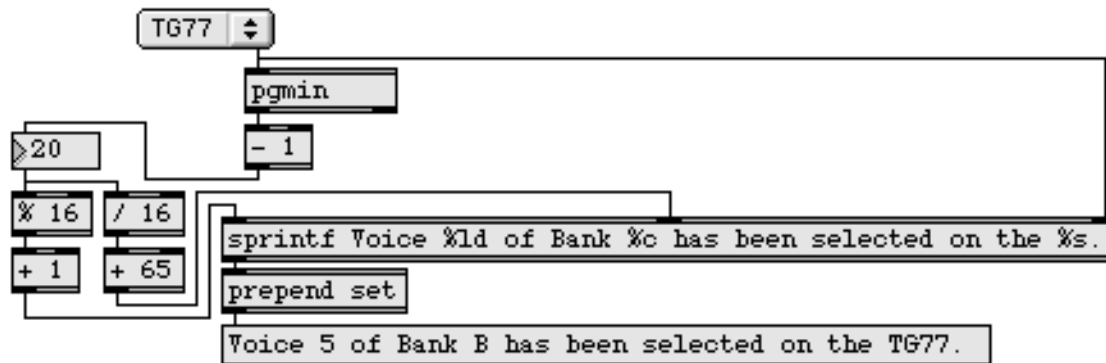 TG77
pgmin
- 1
20
% 16
/ 16
+ 1
+ 65
sprintf Voice %ld of Bank %c has been selected on the %s.
prepend set
Voice 5 of Bank B has been selected on the TG77.